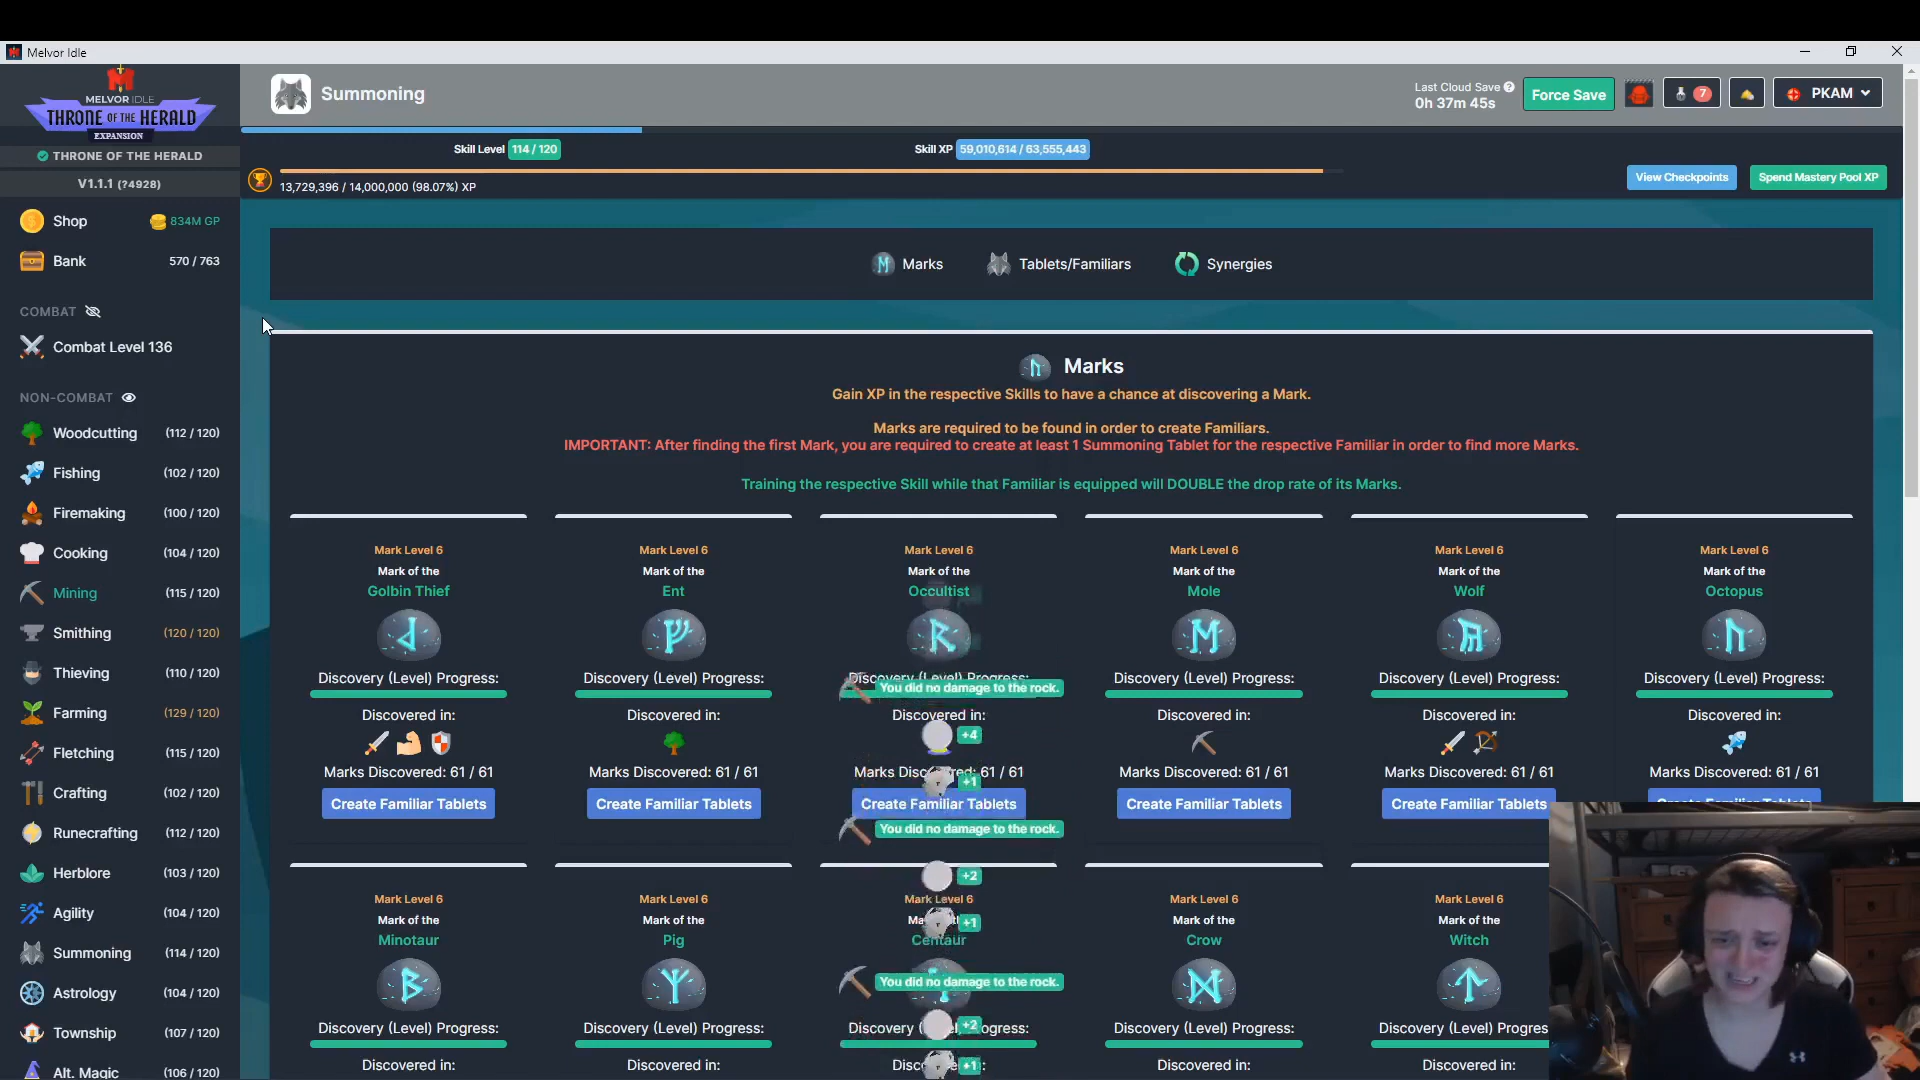 Melvor Idle
MELVOR IDLE
THRONE OF THE HERALD
EXPANSION
THRONE OF THE HERALD
V1.1.1 (?4928)
Shop 834M GP
Bank 570 / 763
COMBAT
Combat Level 136
NON-COMBAT
Woodcutting (112 / 120)
Fishing (102 / 120)
Firemaking (100 / 120)
Cooking (104 / 120)
Mining (115 / 120)
Smithing (120 / 120)
Thieving (110 / 120)
Farming (129 / 120)
Fletching (115 / 120)
Crafting (102 / 120)
Runecrafting (112 / 120)
Herblore (103 / 120)
Agility (104 / 120)
Summoning (114 / 120)
Astrology (104 / 120)
Township (107 / 120)
Alt. Magic (106 / 120)
Summoning
Last Cloud Save
0h 37m 45s
Force Save
7
PKAM
Skill Level 114 / 120
Skill XP 59,010,614 / 63,555,443
13,729,396 / 14,000,000 (98.07%) XP
View Checkpoints
Spend Mastery Pool XP
Marks
Tablets/Familiars
Synergies
Marks
Gain XP in the respective Skills to have a chance at discovering a Mark.
Marks are required to be found in order to create Familiars.
IMPORTANT: After finding the first Mark, you are required to create at least 1 Summoning Tablet for the respective Familiar in order to find more Marks.
Training the respective Skill while that Familiar is equipped will DOUBLE the drop rate of its Marks.
Mark Level 6
Mark of the
Golbin Thief
Discovery (Level) Progress:
Discovered in:
Marks Discovered: 61 / 61
Create Familiar Tablets
Mark Level 6
Mark of the
Ent
Discovery (Level) Progress:
Discovered in:
Marks Discovered: 61 / 61
Create Familiar Tablets
Mark Level 6
Mark of the
Occultist
Discovery (Level) Progress:
You did no damage to the rock.
Discovered in:
+4
Marks Discovered: 61 / 61
+1
Create Familiar Tablets
You did no damage to the rock.
Mark Level 6
Mark of the
Mole
Discovery (Level) Progress:
Discovered in:
Marks Discovered: 61 / 61
Create Familiar Tablets
Mark Level 6
Mark of the
Wolf
Discovery (Level) Progress:
Discovered in:
Marks Discovered: 61 / 61
Create Familiar Tablets
Mark Level 6
Mark of the
Octopus
Discovery (Level) Progress:
Discovered in:
Marks Discovered: 61 / 61
Create Familiar Tablets
Mark Level 6
Mark of the
Minotaur
Discovery (Level) Progress:
Discovered in:
Mark Level 6
Mark of the
Pig
Discovery (Level) Progress:
Discovered in:
+2
Mark Level 6
+1
Centaur
You did no damage to the rock.
Discovery
+2
+1
Mark Level 6
Mark of the
Crow
Discovery (Level) Progress:
Discovered in:
Mark Level 6
Mark of the
Witch
Discovery (Level) Progress
Discovered in: